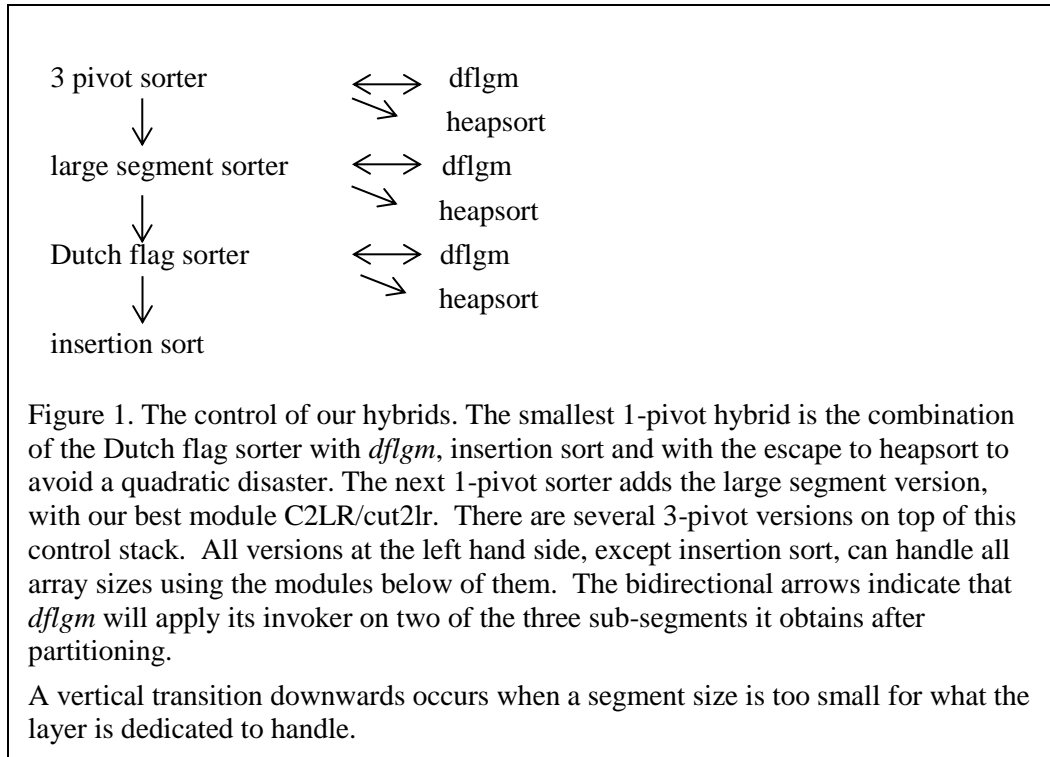 3 pivot sorter dflgm
heapsort
large segment sorter dflgm
heapsort
Dutch flag sorter dflgm
heapsort
insertion sort
Figure 1. The control of our hybrids. The smallest 1-pivot hybrid is the combination
of the Dutch flag sorter with dflgm, insertion sort and with the escape to heapsort to
avoid a quadratic disaster. The next 1-pivot sorter adds the large segment version,
with our best module C2LR/cut2lr. There are several 3-pivot versions on top of this
control stack. All versions at the left hand side, except insertion sort, can handle all
array sizes using the modules below of them. The bidirectional arrows indicate that
dflgm will apply its invoker on two of the three sub-segments it obtains after
partitioning.
A vertical transition downwards occurs when a segment size is too small for what the
layer is dedicated to handle.